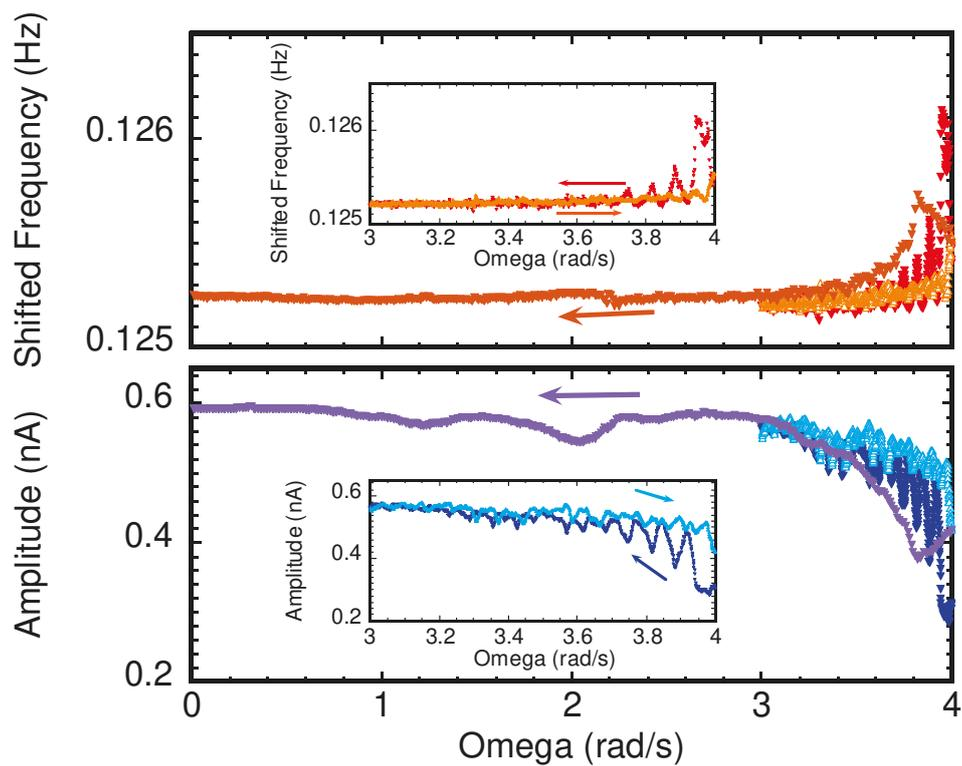 Shifted Frequency (Hz)
0.126
0.125
Shifted Frequency (Hz)
0.126
0.125
3 3.2 3.4 3.6 3.8 4
Omega (rad/s)
Amplitude (nA)
0.6
0.4
0.2
Amplitude (nA)
0.6
0.4
0.2
3 3.2 3.4 3.6 3.8 4
Omega (rad/s)
0 1 2 3 4
Omega (rad/s)